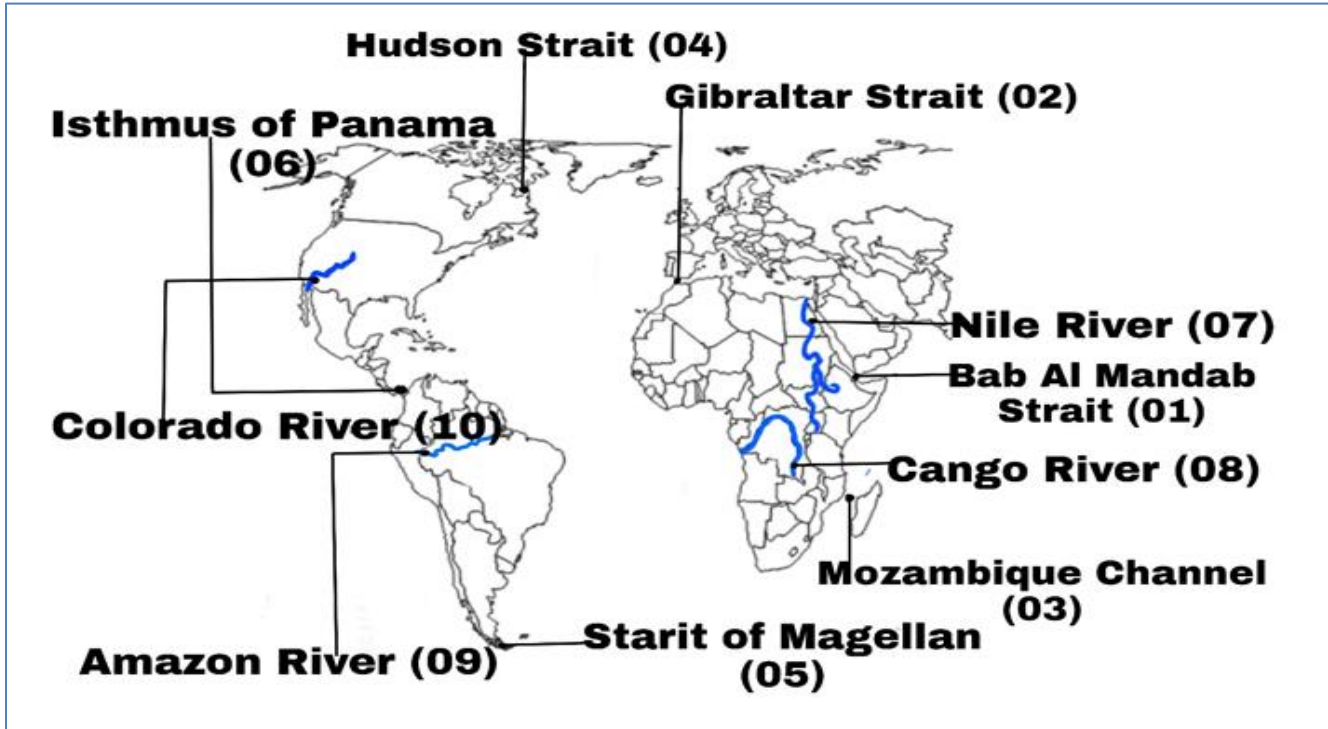 Hudson Strait (04)
Gibraltar Strait (02)
Isthmus of Panama
(06)
Nile River (07)
Bab Al Mandab
Strait (01)
Colorado River (10)
Cango River (08)
Mozambique Channel
(03)
Starit of Magellan
(05)
Amazon River (09)